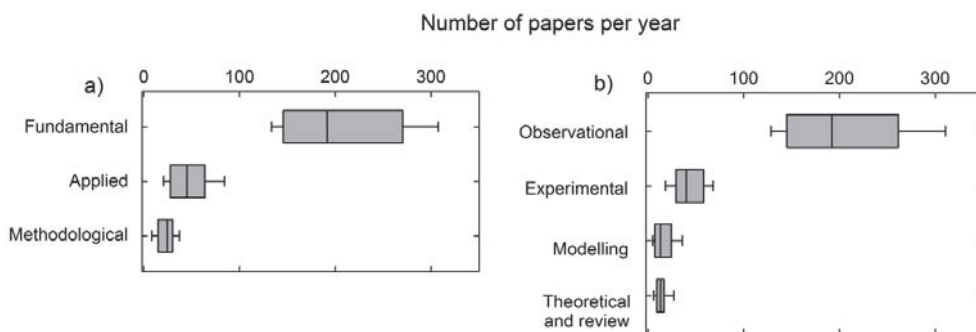 Number of papers per year
a)
0 100 200 300
Fundamental
Applied
Methodological
b)
0 100 200 300
Observational
Experimental
Modelling
Theoretical
and review